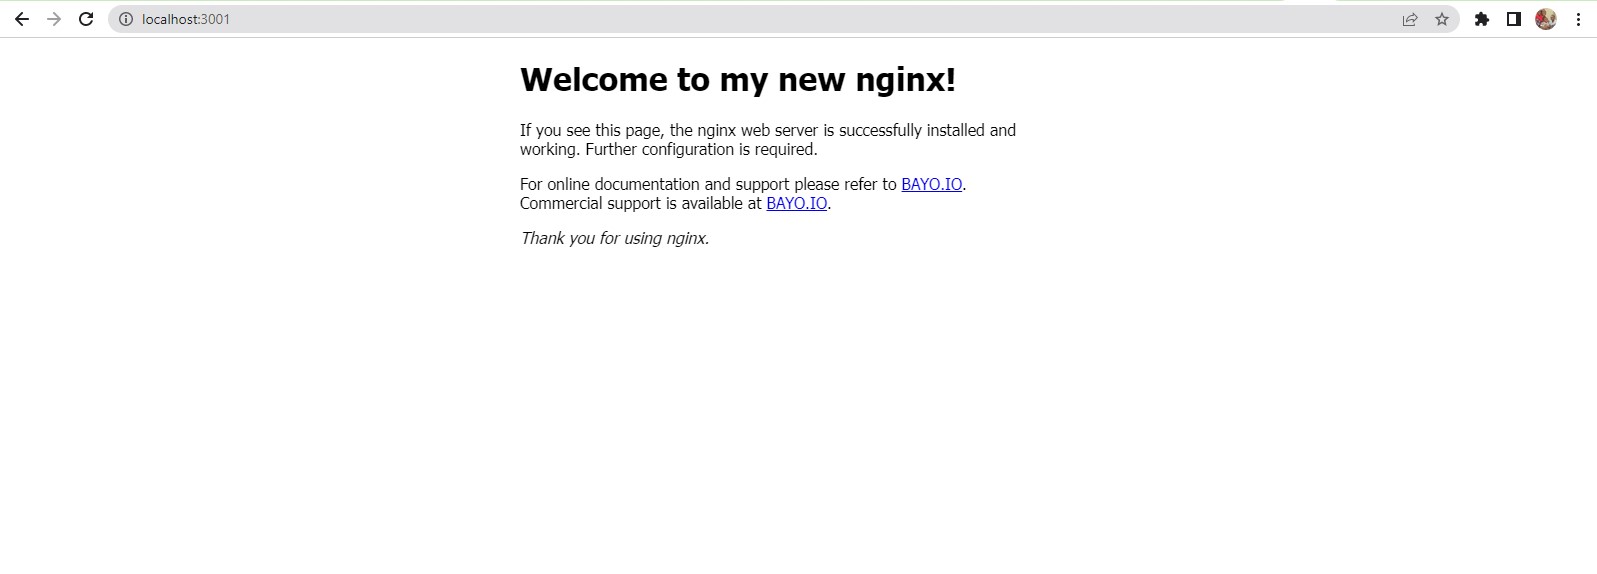 localhost:3001
Welcome to my new nginx!
If you see this page, the nginx web server is successfully installed and
working. Further configuration is required.
For online documentation and support please refer to BAYO.IO.
Commercial support is available at BAYO.IO.
Thank you for using nginx.